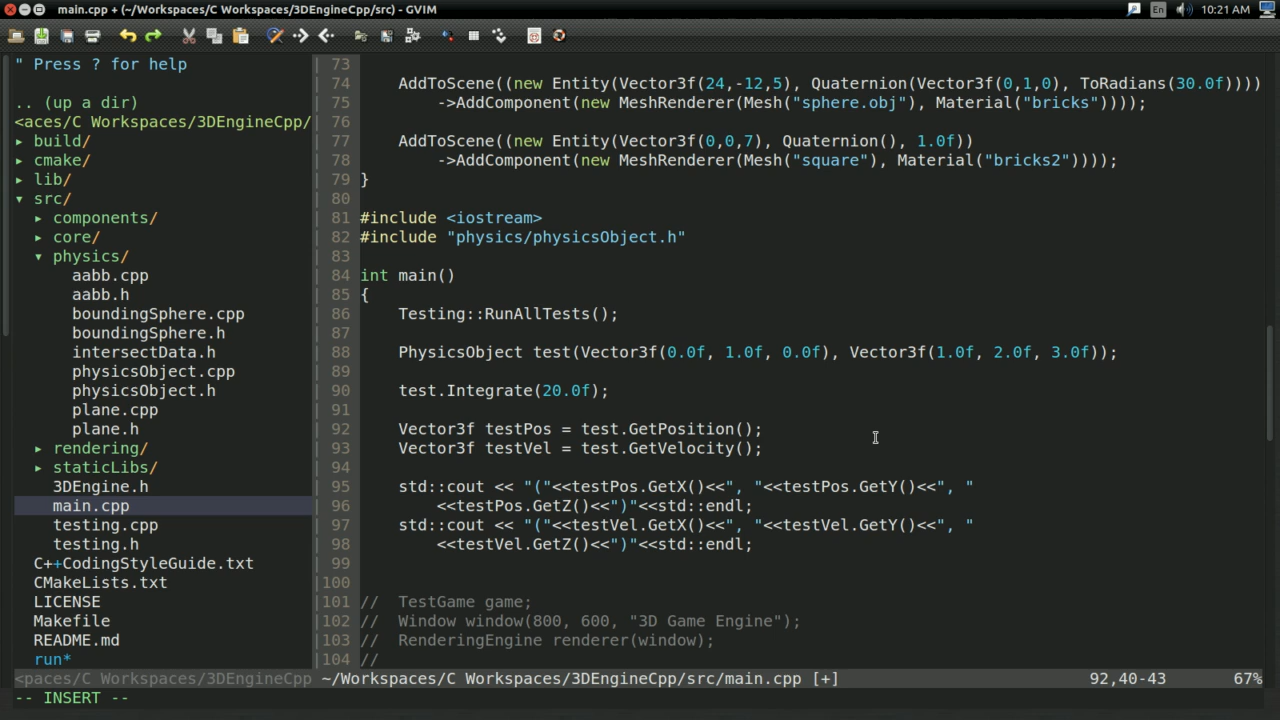 main.cpp + (~/Workspaces/C Workspaces/3DEngineCpp/src) - GVIM
En
10:21 AM
" Press ? for help
.. (up a dir)
<aces/C Workspaces/3DEngineCpp/
▸ build/
▸ cmake/
▸ lib/
▾ src/
▸ components/
▸ core/
▾ physics/
aabb.cpp
aabb.h
boundingSphere.cpp
boundingSphere.h
intersectData.h
physicsObject.cpp
physicsObject.h
plane.cpp
plane.h
▸ rendering/
▸ staticLibs/
3DEngine.h
main.cpp
testing.cpp
testing.h
C++CodingStyleGuide.txt
CMakeLists.txt
LICENSE
Makefile
README.md
run*
73
74 AddToScene((new Entity(Vector3f(24,-12,5), Quaternion(Vector3f(0,1,0), ToRadians(30.0f))))
75 ->AddComponent(new MeshRenderer(Mesh("sphere.obj"), Material("bricks"))));
76
77 AddToScene((new Entity(Vector3f(0,0,7), Quaternion(), 1.0f))
78 ->AddComponent(new MeshRenderer(Mesh("square"), Material("bricks2"))));
79 }
80
81 #include <iostream>
82 #include "physics/physicsObject.h"
83
84 int main()
85 {
86 Testing::RunAllTests();
87
88 PhysicsObject test(Vector3f(0.0f, 1.0f, 0.0f), Vector3f(1.0f, 2.0f, 3.0f));
89
90 test.Integrate(20.0f);
91
92 Vector3f testPos = test.GetPosition();
93 Vector3f testVel = test.GetVelocity();
94
95 std::cout << "("<<testPos.GetX()<<", "<<testPos.GetY()<<", "
96 <<testPos.GetZ()<<")"<<std::endl;
97 std::cout << "("<<testVel.GetX()<<", "<<testVel.GetY()<<", "
98 <<testVel.GetZ()<<")"<<std::endl;
99
100
101 // TestGame game;
102 // Window window(800, 600, "3D Game Engine");
103 // RenderingEngine renderer(window);
104 //
<paces/C Workspaces/3DEngineCpp ~/Workspaces/C Workspaces/3DEngineCpp/src/main.cpp [+] 92,40-43 67%
-- INSERT --